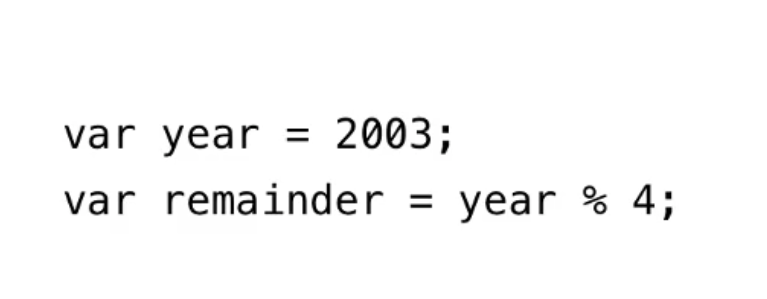 var year = 2003;
var remainder = year % 4;